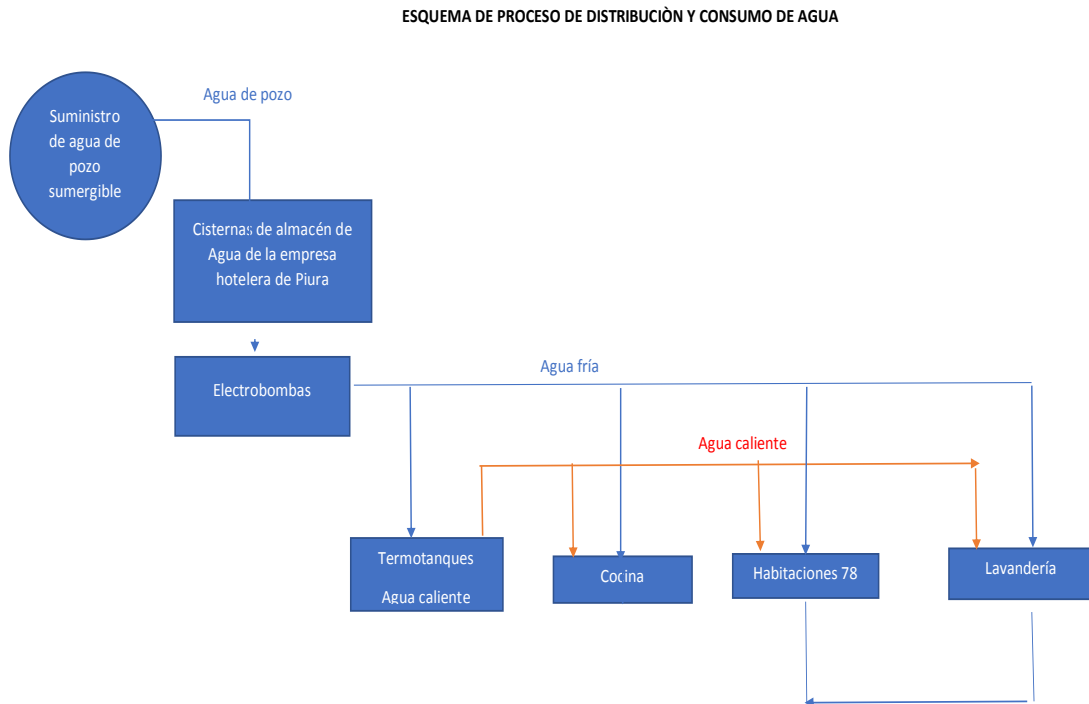 ESQUEMA DE PROCESO DE DISTRIBUCIÒN Y CONSUMO DE AGUA
Agua de pozo
Suministro
de agua de
pozo
sumergible
Cisternas de almacén de
Agua de la empresa
hotelera de Piura
Electrobombas
Agua fría
Agua caliente
Termotanques
Agua caliente
Cocina
Habitaciones 78
Lavandería